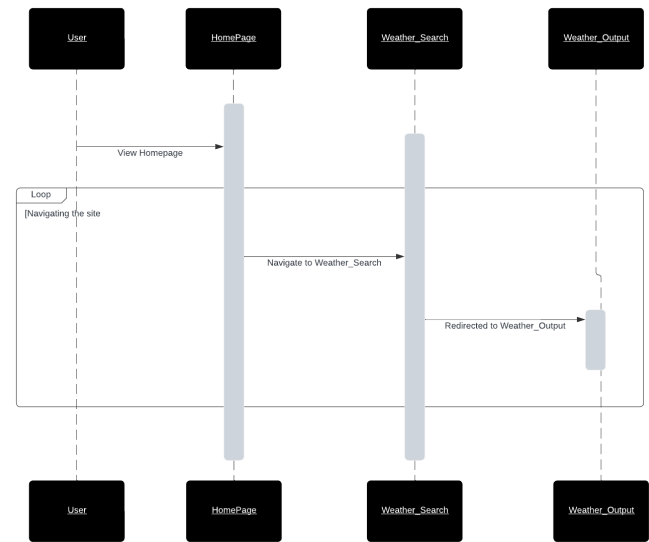 User
HomePage
Weather_Search
Weather_Output
View Homepage
Loop
[Navigating the site
Navigate to Weather_Search
Redirected to Weather_Output
User
HomePage
Weather_Search
Weather_Output